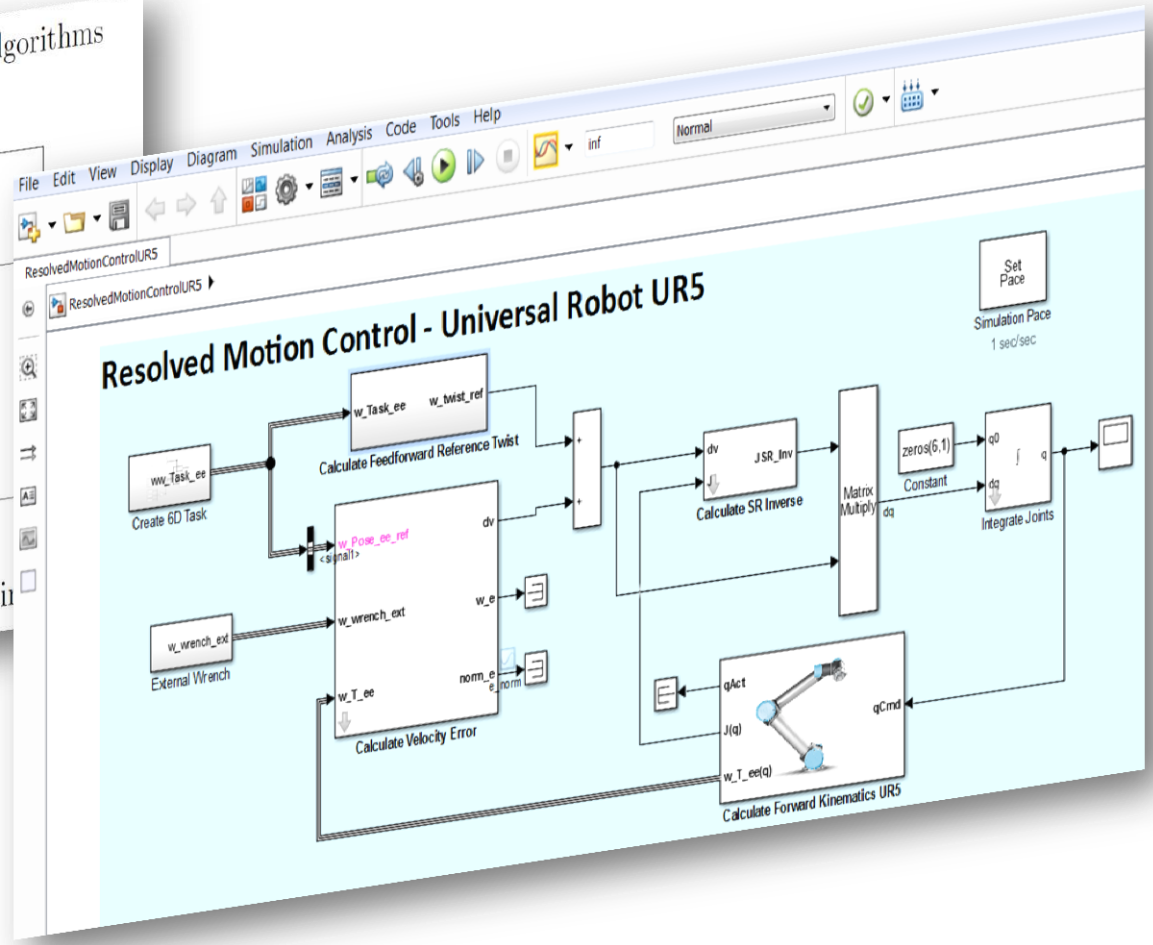 lgorithms
File Edit View Display Diagram Simulation Analysis Code Tools Help
inf
Normal
ResolvedMotionControlUR5
ResolvedMotionControlUR5
Resolved Motion Control - Universal Robot UR5
Set
Pace
Simulation Pace
1 sec/sec
w_Task_ee w_twist_ref
Calculate Feedforward Reference Twist
ww_Task_ee
Create 6D Task
+
+
dv
J
JSR_Inv
Calculate SR Inverse
Matrix
Multiply
dq
zeros(6,1)
Constant
q0
dq
∫
q
Integrate Joints
w_Pose_ee_ref
<signal1>
dv
w_e
w_wrench_ext
norm_e
e_norm
w_T_ee
Calculate Velocity Error
w_wrench_ext
External Wrench
qAct
J(q)
w_T_ee(q)
qCmd
Calculate Forward Kinematics UR5